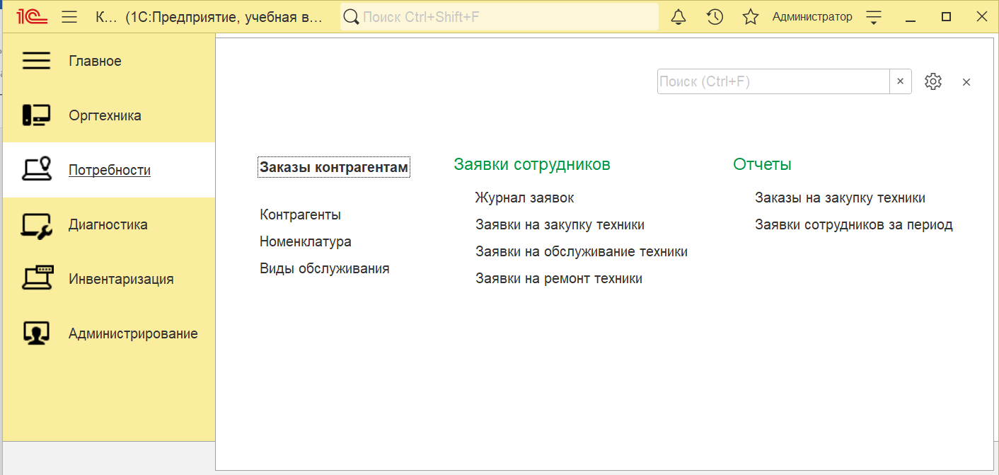 1С К... (1С:Предприятие, учебная в... Поиск Ctrl+Shift+F Администратор
Главное
Оргтехника
Потребности
Диагностика
Инвентаризация
Администрирование
Поиск (Ctrl+F)
Заказы контрагентам
Контрагенты
Номенклатура
Виды обслуживания
Заявки сотрудников
Журнал заявок
Заявки на закупку техники
Заявки на обслуживание техники
Заявки на ремонт техники
Отчеты
Заказы на закупку техники
Заявки сотрудников за период